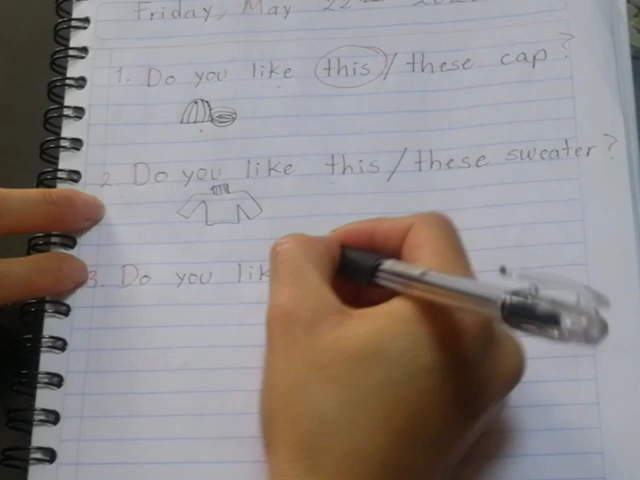 Friday, May 22
1. Do you like this / these cap?
2. Do you like this / these sweater?
3. Do you lik